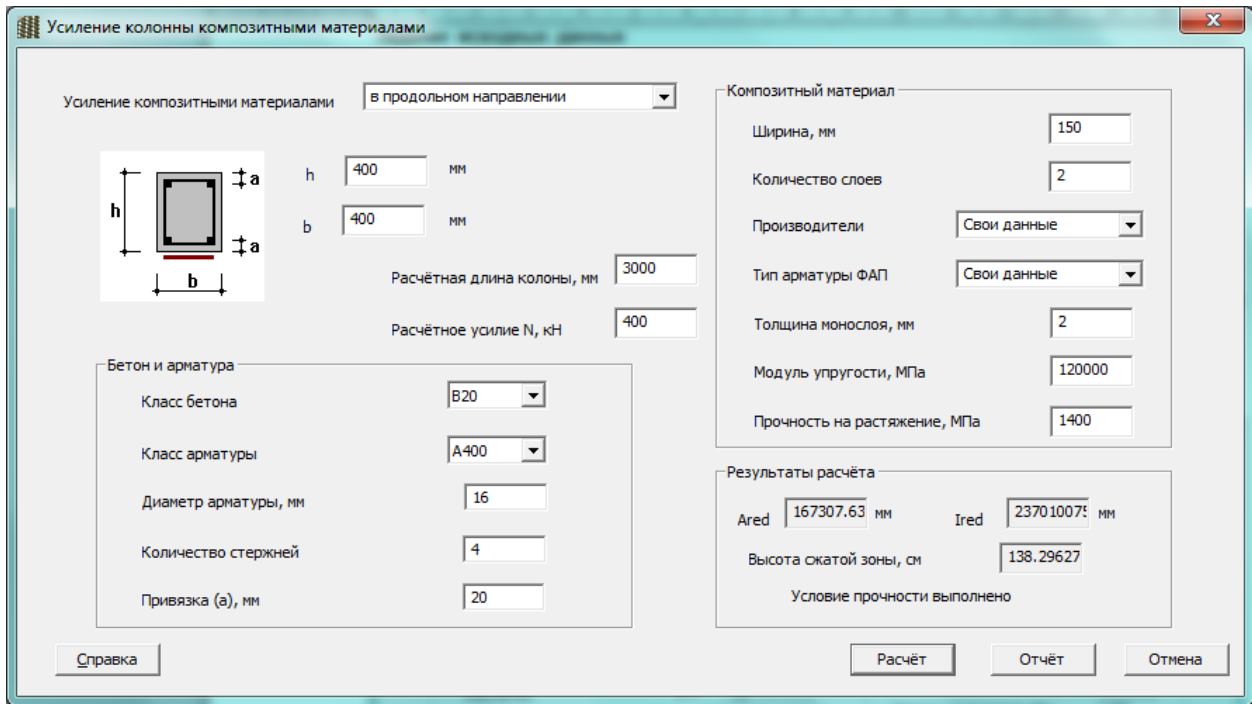 Усиление колонны композитными материалами
Усиление композитными материалами
в продольном направлении
h
a
a
b
h
400
мм
b
400
мм
Расчётная длина колоны, мм
3000
Расчётное усилие N, кН
400
Бетон и арматура
Класс бетона
B20
Класс арматуры
A400
Диаметр арматуры, мм
16
Количество стержней
4
Привязка (а), мм
20
Композитный материал
Ширина, мм
150
Количество слоев
2
Производители
Свои данные
Тип арматуры ФАП
Свои данные
Толщина монослоя, мм
2
Модуль упругости, МПа
120000
Прочность на растяжение, МПа
1400
Результаты расчёта
Ared
167307.63
мм
Ired
237010075
мм
Высота сжатой зоны, см
138.29627
Условие прочности выполнено
Справка
Расчёт
Отчёт
Отмена